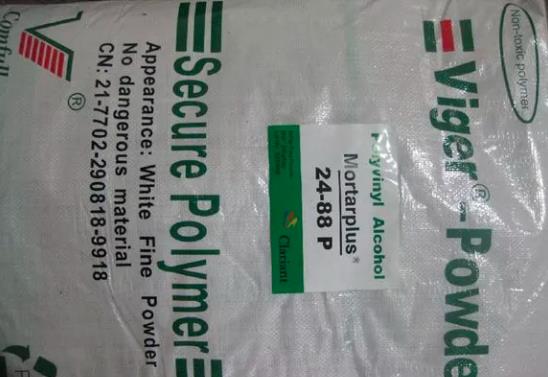 Non-toxic polymer
Viger® Powde
Polyvinyl Alcohol
Mortarplus®
24-88 P
Clariant
Secure Polymer
Appearance: White Fine Powder
No dangerous material
CN: 21-7702-290818-9918
®
Comfull